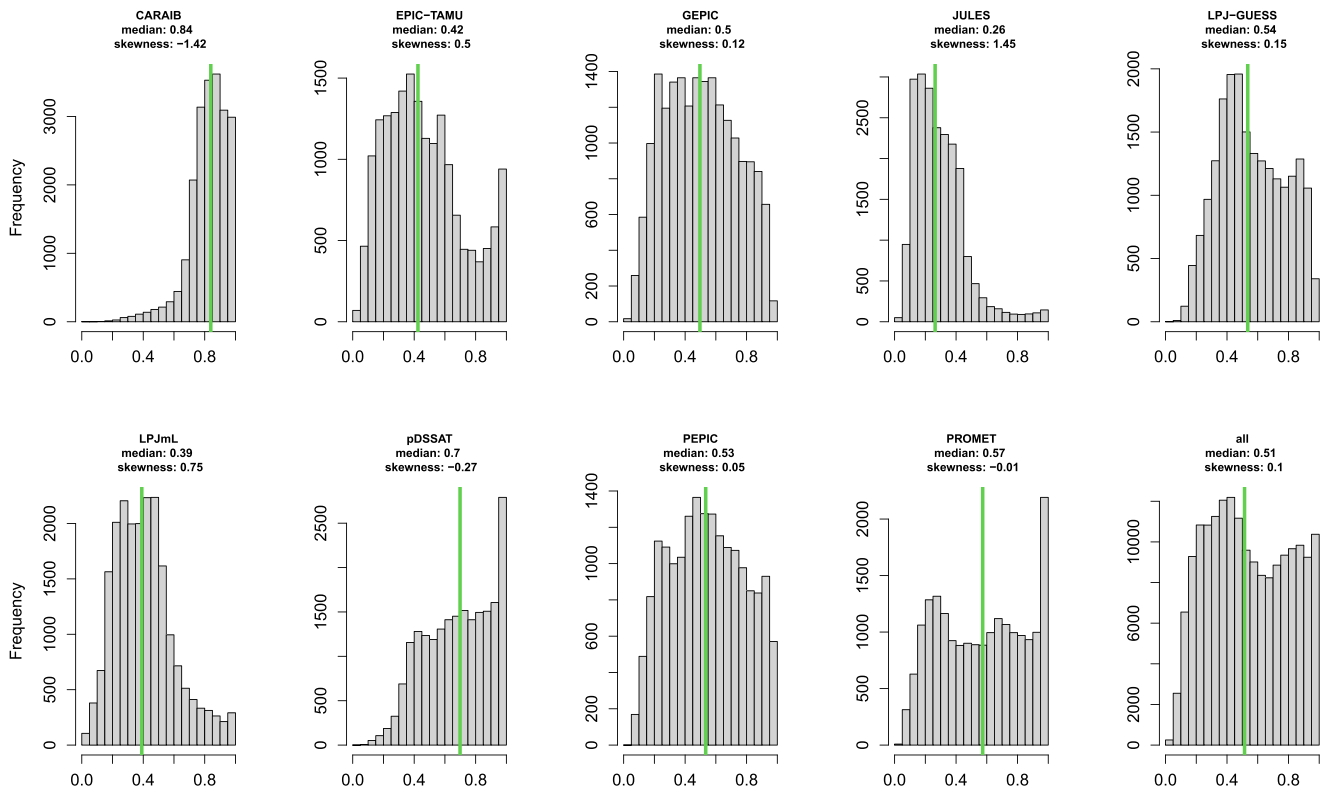 CARAIB
median: 0.84
skewness: −1.42
Frequency
0 1000 2000 3000
0.0 0.4 0.8
EPIC−TAMU
median: 0.42
skewness: 0.5
0 500 1000 1500
0.0 0.4 0.8
GEPIC
median: 0.5
skewness: 0.12
0 200 600 1000 1400
0.0 0.4 0.8
JULES
median: 0.26
skewness: 1.45
0 500 1500 2500
0.0 0.4 0.8
LPJ−GUESS
median: 0.54
skewness: 0.15
0 500 1000 1500 2000
0.0 0.4 0.8
LPJmL
median: 0.39
skewness: 0.75
Frequency
0 500 1000 1500 2000
0.0 0.4 0.8
pDSSAT
median: 0.7
skewness: −0.27
0 500 1500 2500
0.0 0.4 0.8
PEPIC
median: 0.53
skewness: 0.05
0 200 600 1000 1400
0.0 0.4 0.8
PROMET
median: 0.57
skewness: −0.01
0 500 1000 1500 2000
0.0 0.4 0.8
all
median: 0.51
skewness: 0.1
0 2000 6000 10000
0.0 0.4 0.8